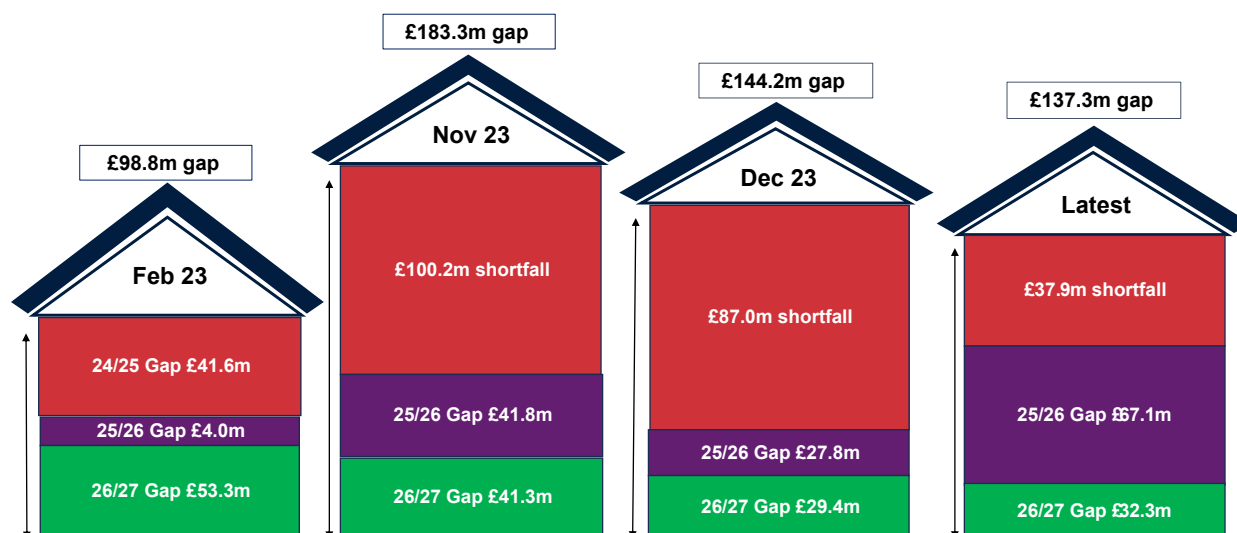 £98.8m gap
Feb 23
24/25 Gap £41.6m
25/26 Gap £4.0m
26/27 Gap £53.3m
£183.3m gap
Nov 23
£100.2m shortfall
25/26 Gap £41.8m
26/27 Gap £41.3m
£144.2m gap
Dec 23
£87.0m shortfall
25/26 Gap £27.8m
26/27 Gap £29.4m
£137.3m gap
Latest
£37.9m shortfall
25/26 Gap £67.1m
26/27 Gap £32.3m